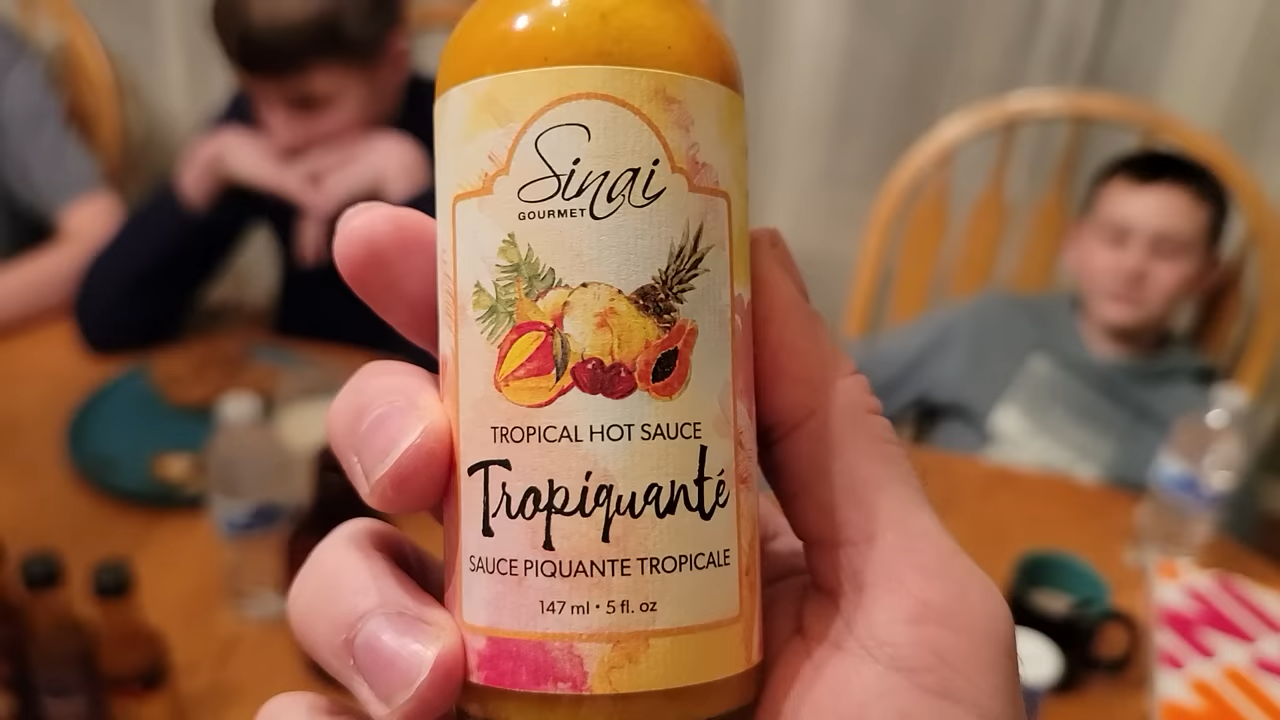 Sinai
GOURMET
TROPICAL HOT SAUCE
Tropiquanté
SAUCE PIQUANTE TROPICALE
147 ml • 5 fl. oz